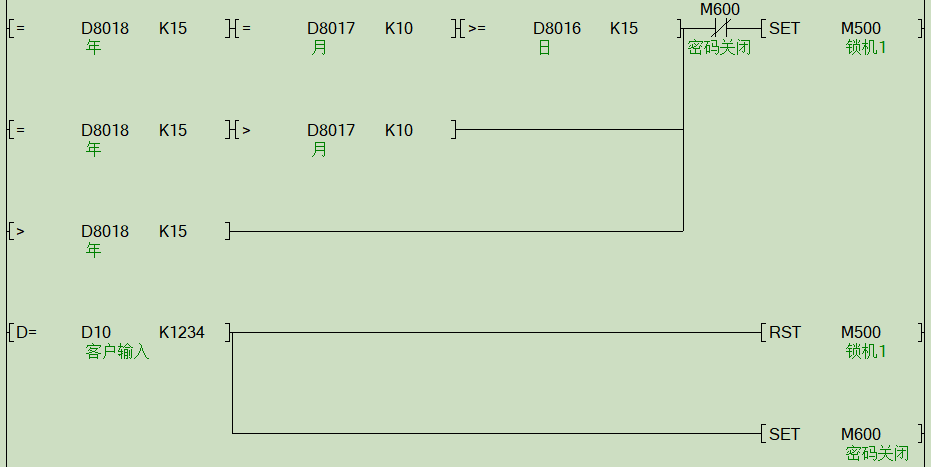 M600
= D8018 K15 = D8017 K10 >= D8016 K15 SET M500
年 月 日 密码关闭 锁机1
= D8018 K15 > D8017 K10
年 月
> D8018 K15
年
D= D10 K1234 RST M500
客户输入 锁机1
SET M600
密码关闭